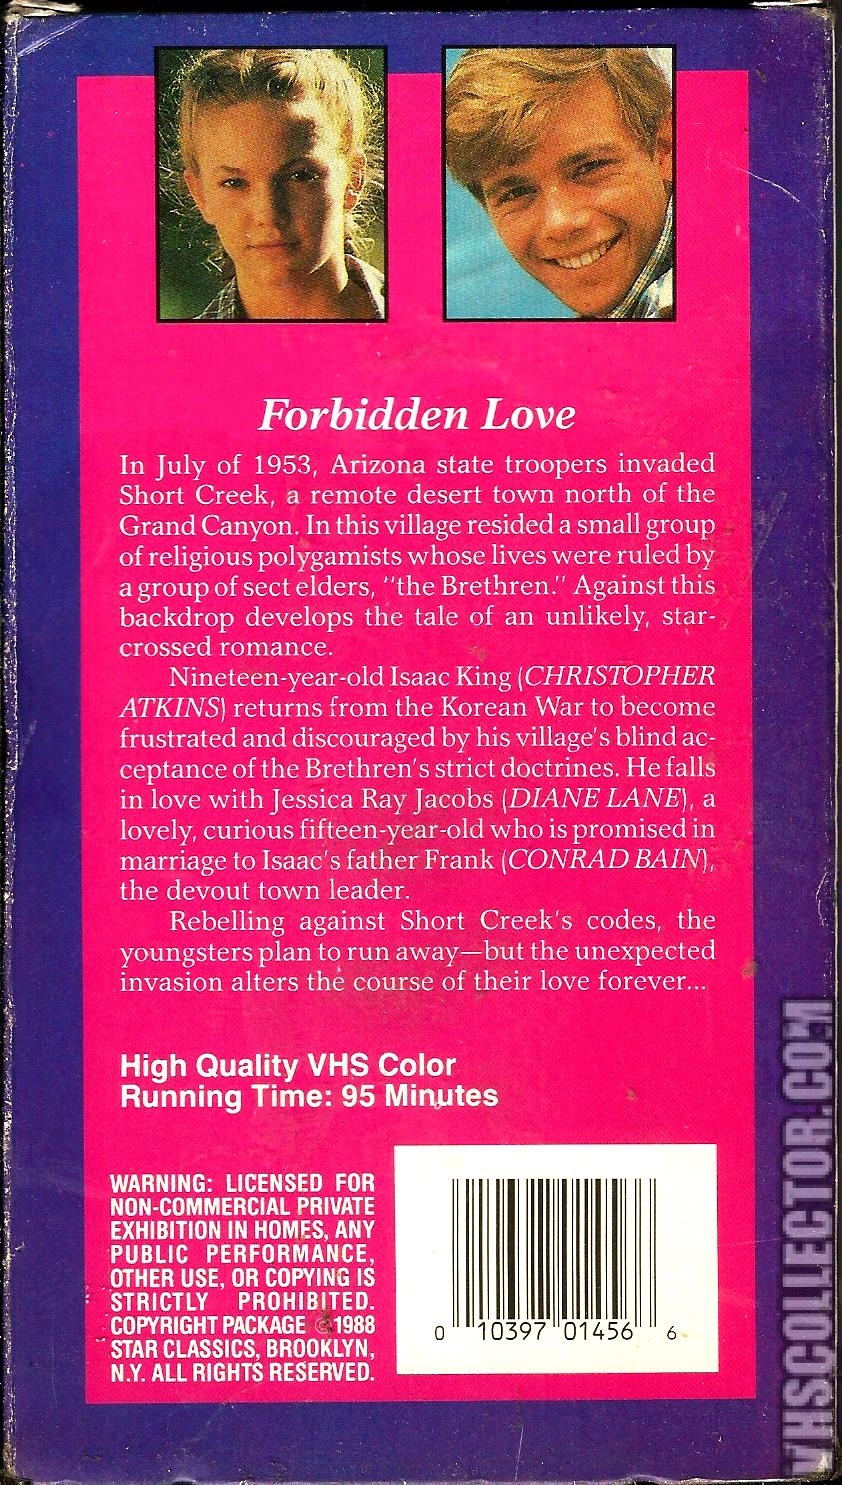 Forbidden Love
In July of 1953, Arizona state troopers invaded
Short Creek, a remote desert town north of the
Grand Canyon. In this village resided a small group
of religious polygamists whose lives were ruled by
a group of sect elders, "the Brethren." Against this
backdrop develops the tale of an unlikely, star-
crossed romance.
Nineteen-year-old Isaac King (CHRISTOPHER
ATKINS) returns from the Korean War to become
frustrated and discouraged by his village's blind ac-
ceptance of the Brethren's strict doctrines. He falls
in love with Jessica Ray Jacobs (DIANE LANE), a
lovely, curious fifteen-year-old who is promised in
marriage to Isaac's father Frank (CONRAD BAIN),
the devout town leader.
Rebelling against Short Creek's codes, the
youngsters plan to run away—but the unexpected
invasion alters the course of their love forever...
High Quality VHS Color
Running Time: 95 Minutes
WARNING: LICENSED FOR
NON-COMMERCIAL PRIVATE
EXHIBITION IN HOMES, ANY
PUBLIC PERFORMANCE,
OTHER USE, OR COPYING IS
STRICTLY PROHIBITED.
COPYRIGHT PACKAGE © 1988
STAR CLASSICS, BROOKLYN,
N.Y. ALL RIGHTS RESERVED.
0 10397 01456 6
VHSCOLLECTOR.COM